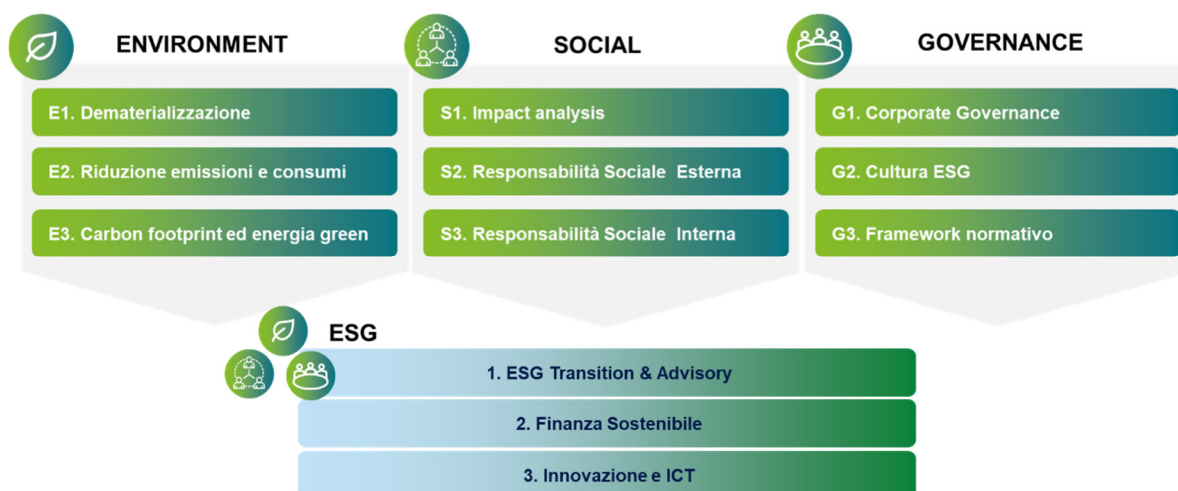 ENVIRONMENT
E1. Dematerializzazione
E2. Riduzione emissioni e consumi
E3. Carbon footprint ed energia green
SOCIAL
S1. Impact analysis
S2. Responsabilità Sociale Esterna
S3. Responsabilità Sociale Interna
GOVERNANCE
G1. Corporate Governance
G2. Cultura ESG
G3. Framework normativo
ESG
1. ESG Transition & Advisory
2. Finanza Sostenibile
3. Innovazione e ICT